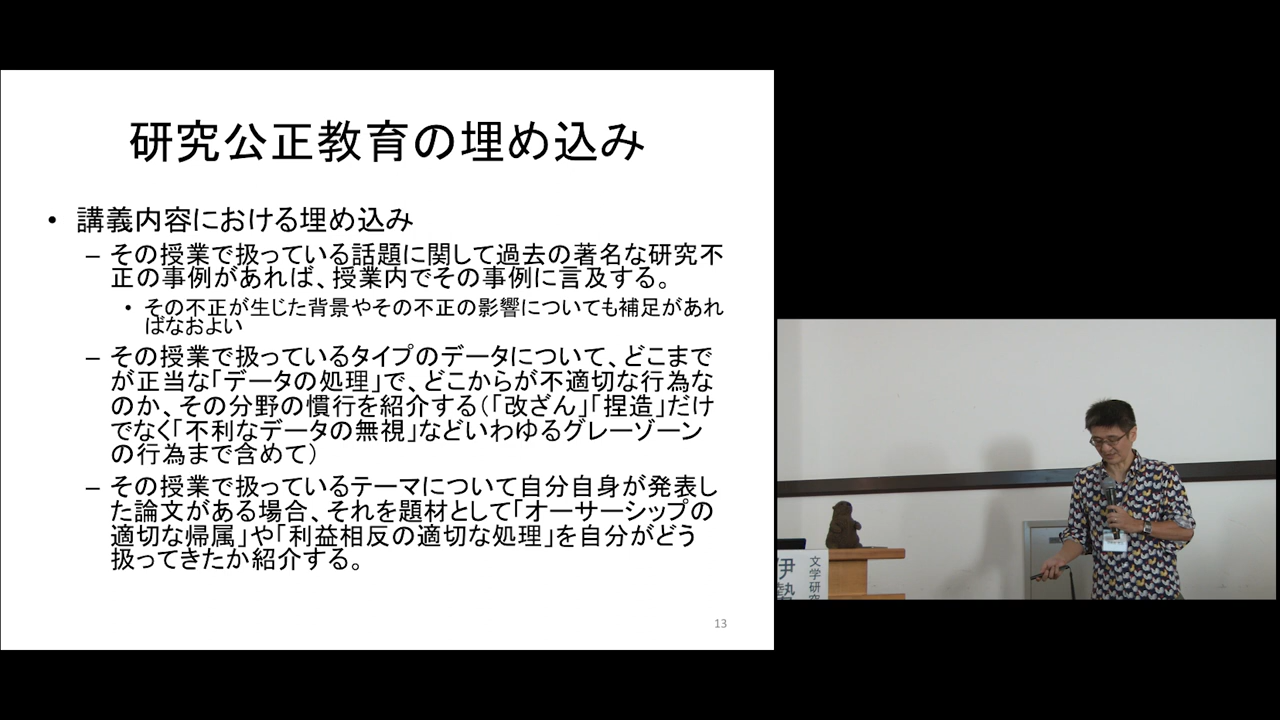 研究公正教育の埋め込み
• 講義内容における埋め込み
– その授業で扱っている話題に関して過去の著名な研究不
正の事例があれば、授業内でその事例に言及する。
• その不正が生じた背景やその不正の影響についても補足があれ
ばなおよい
– その授業で扱っているタイプのデータについて、どこまで
が正当な「データの処理」で、どこからが不適切な行為な
のか、その分野の慣行を紹介する(「改ざん」「捏造」だけ
でなく「不利なデータの無視」などいわゆるグレーゾーン
の行為まで含めて)
– その授業で扱っているテーマについて自分自身が発表し
た論文がある場合、それを題材として「オーサーシップの
適切な帰属」や「利益相反の適切な処理」を自分がどう
扱ってきたか紹介する。
13
文学研究
伊勢